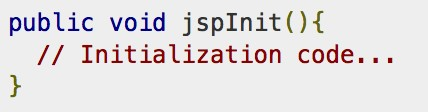 public void jspInit(){
  // Initialization code...
}